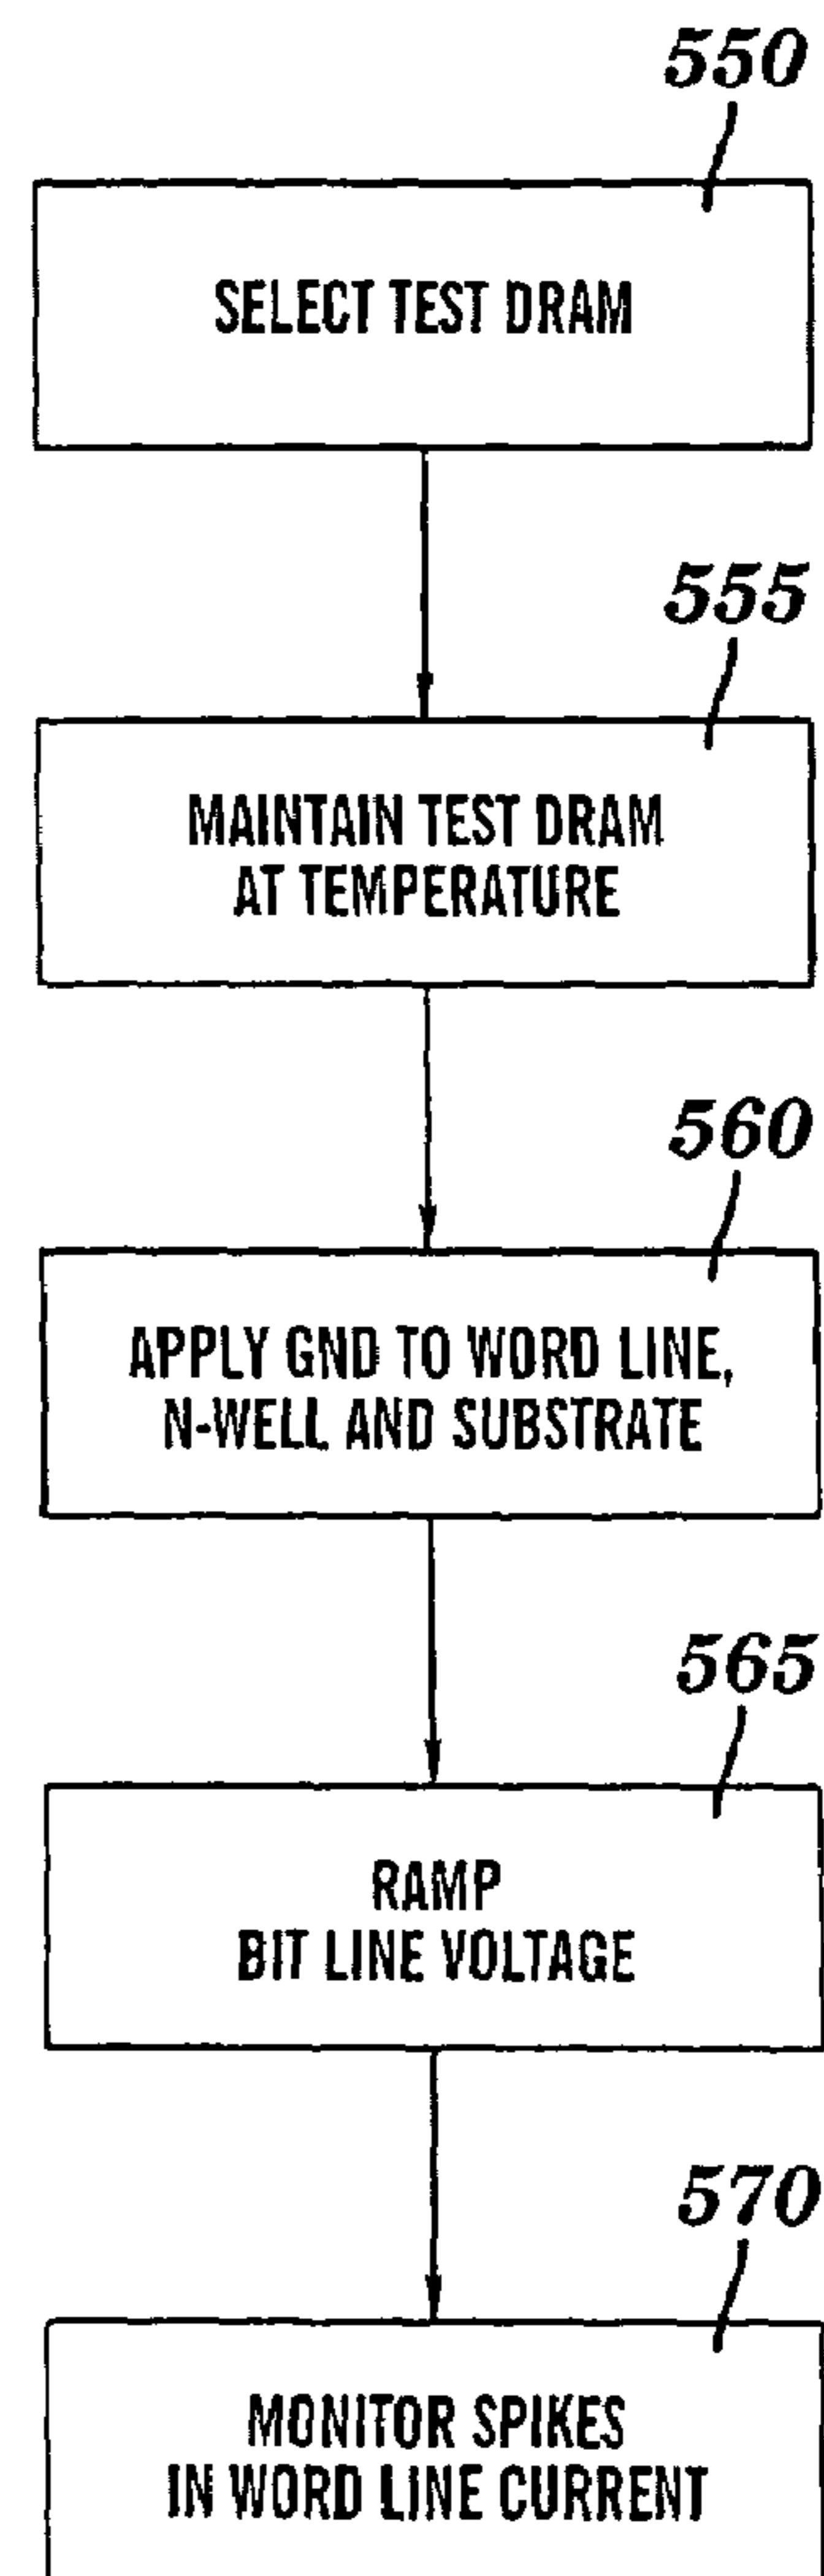 550
SELECT TEST DRAM
555
MAINTAIN TEST DRAM
AT TEMPERATURE
560
APPLY GND TO WORD LINE,
N-WELL AND SUBSTRATE
565
RAMP
BIT LINE VOLTAGE
570
MONITOR SPIKES
IN WORD LINE CURRENT